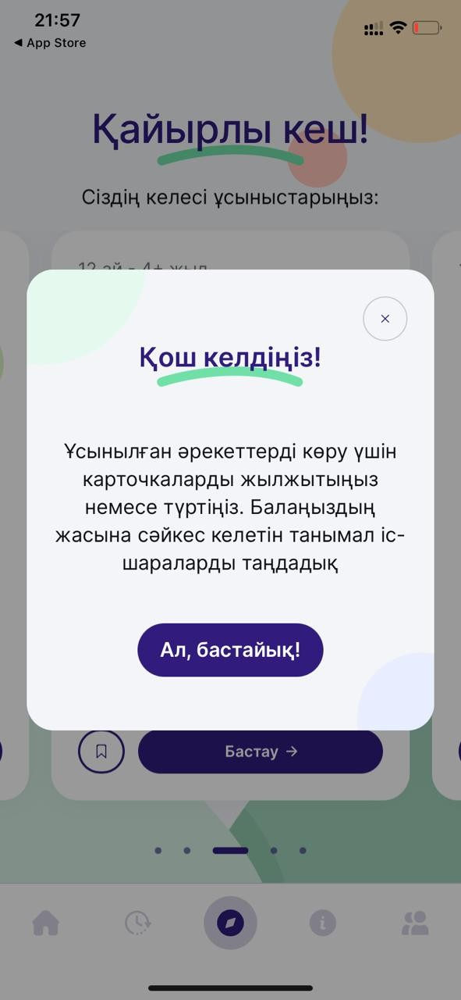 21:57
◀ App Store
Қайырлы кеш!
Сіздің келесі ұсыныстарыңыз:
12 ай - 4+ жыл
Қош келдіңіз!
Ұсынылған әрекеттерді көру үшін
карточкаларды жылжытыңыз
немесе түртіңіз. Балаңыздың
жасына сәйкес келетін танымал іс-
шараларды таңдадық
Ал, бастайық!
Бастау →